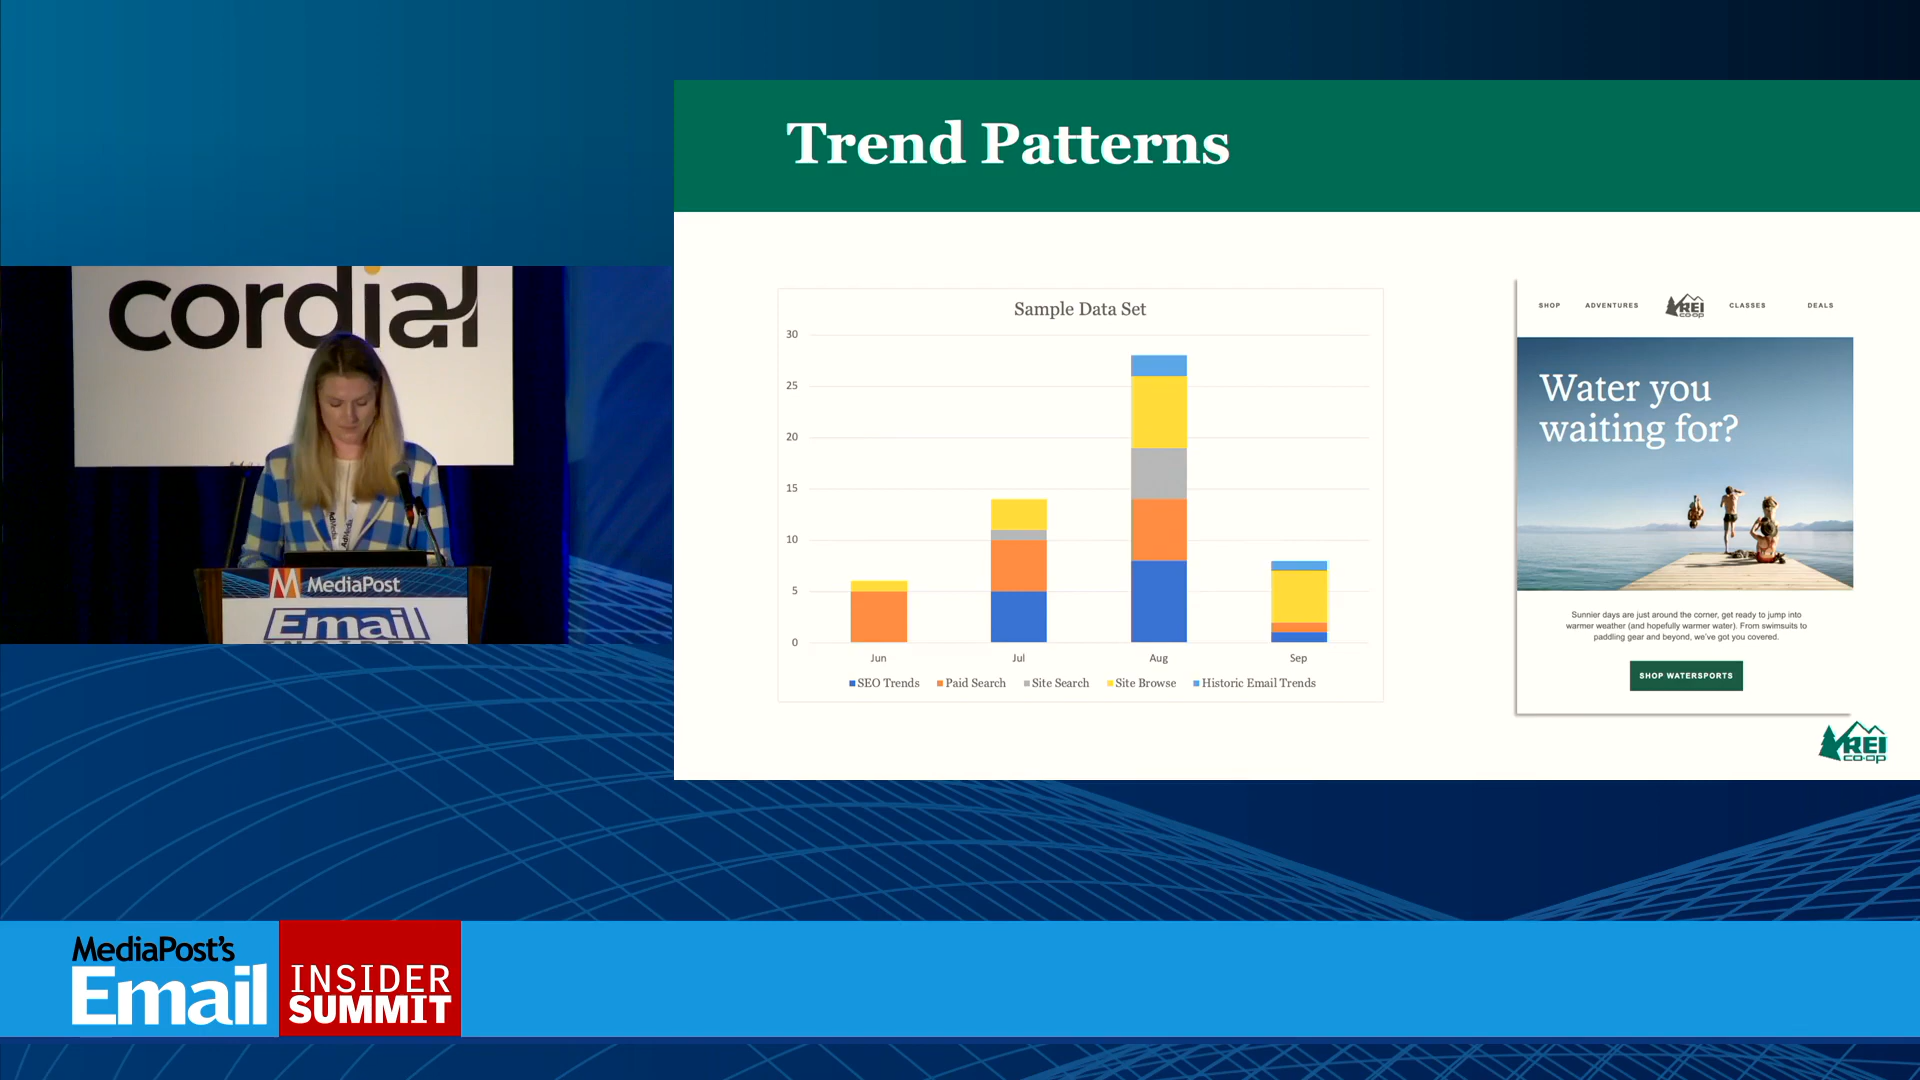 Trend Patterns
cordial
MediaPost
Email
INSIDER
Sample Data Set
30
25
20
15
10
5
0
Jun Jul Aug Sep
SEO Trends Paid Search Site Search Site Browse Historic Email Trends
SHOP ADVENTURES REI co·op CLASSES DEALS
Water you
waiting for?
Sunnier days are just around the corner, get ready to jump into
warmer weather (and hopefully warmer water). From swimsuits to
paddling gear and beyond, we've got you covered.
SHOP WATERSPORTS
REI
co·op
MediaPost's
Email
INSIDER
SUMMIT